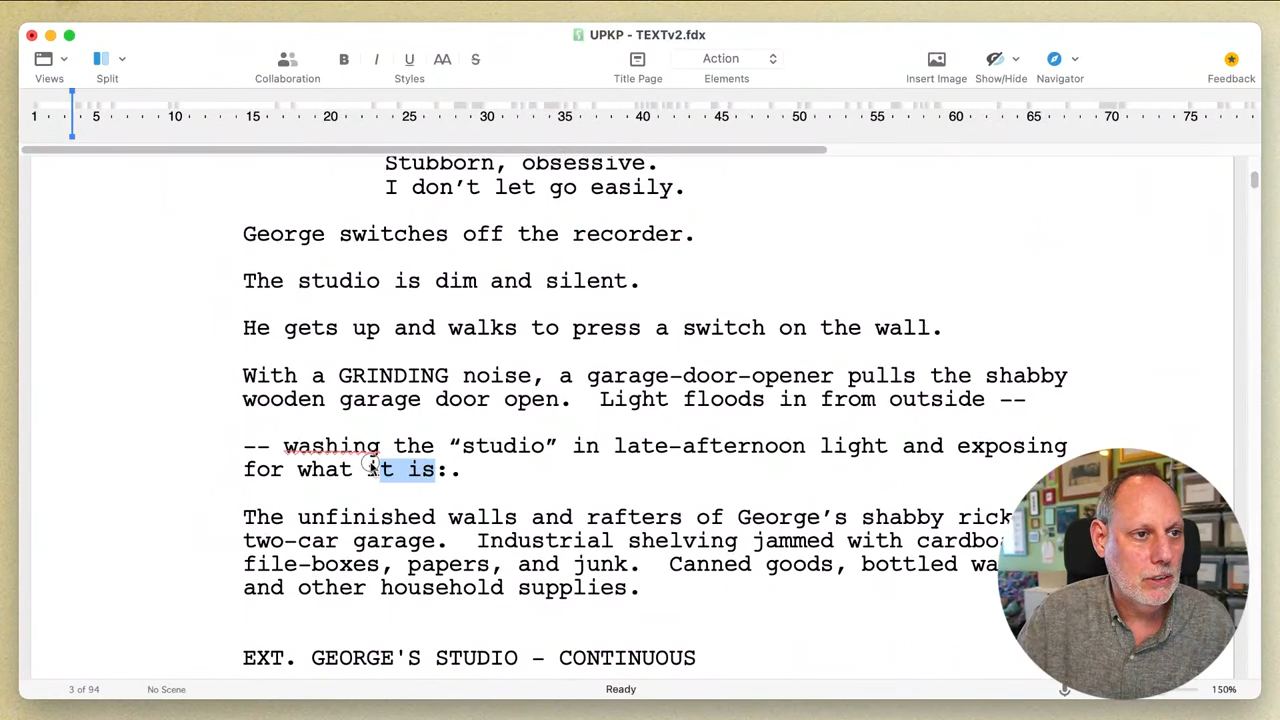 UPKP - TEXTv2.fdx
B I U AA S Action
Views Split Collaboration Styles Title Page Elements Insert Image Show/Hide Navigator Feedback
1 5 10 15 20 25 30 35 40 45 50 55 60 65 70 75
Stubborn, obsessive.
I don’t let go easily.
George switches off the recorder.
The studio is dim and silent.
He gets up and walks to press a switch on the wall.
With a GRINDING noise, a garage-door-opener pulls the shabby
wooden garage door open.  Light floods in from outside --
-- washing the “studio” in late-afternoon light and exposing
for what it is:.
The unfinished walls and rafters of George’s shabby
two-car garage.  Industrial shelving jammed with
file-boxes, papers, and junk.  Canned goods, bottled
and other household supplies.
EXT. GEORGE'S STUDIO - CONTINUOUS
3 of 94 No Scene Ready 150%